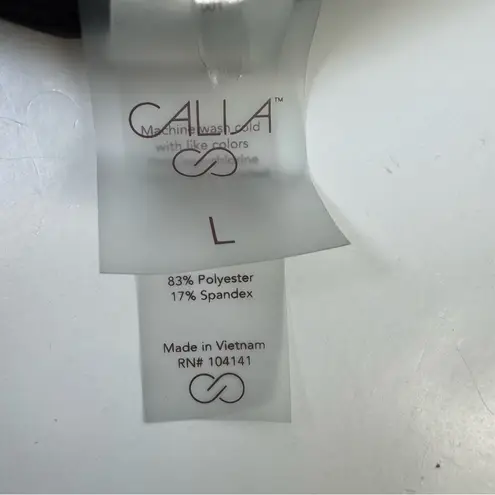 CALIA™
Machine wash cold
with like colors
L
83% Polyester
17% Spandex
Made in Vietnam
RN# 104141